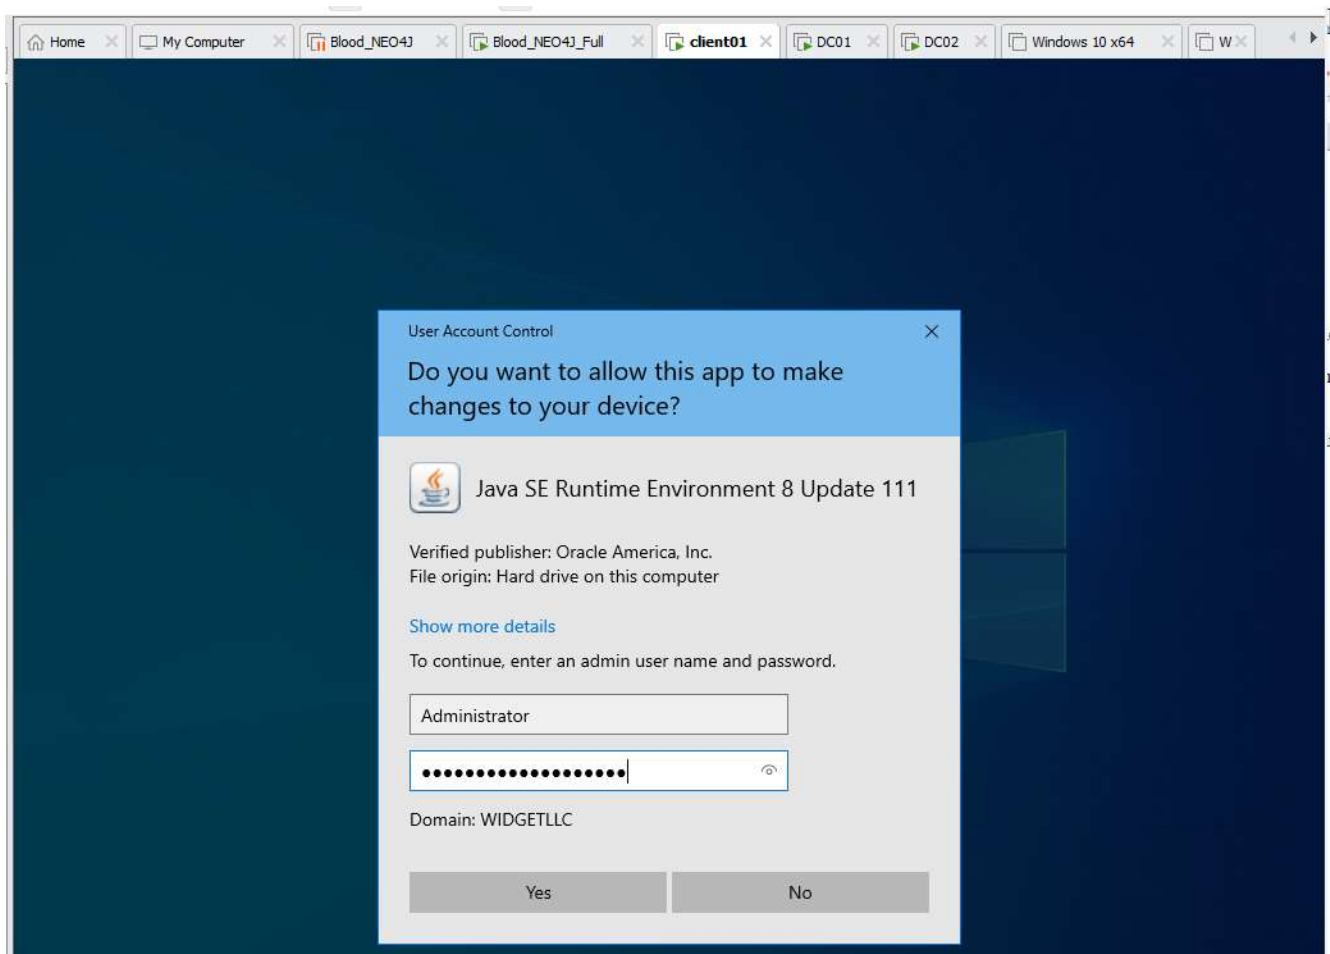 Home My Computer Blood_NEO4J Blood_NEO4J_Full client01 DC01 DC02 Windows 10 x64 W
User Account Control
Do you want to allow this app to make
changes to your device?
Java SE Runtime Environment 8 Update 111
Verified publisher: Oracle America, Inc.
File origin: Hard drive on this computer
Show more details
To continue, enter an admin user name and password.
Administrator
Domain: WIDGETLLC
Yes No